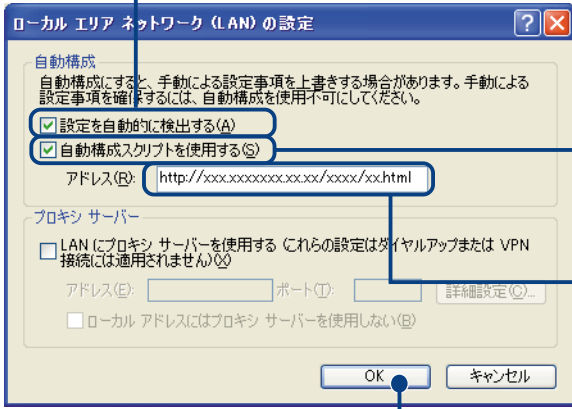 ローカル エリア ネットワーク (LAN) の設定
自動構成
自動構成にすると、手動による設定事項を上書きする場合があります。手動による
設定事項を確保するには、自動構成を使用不可にしてください。
設定を自動的に検出する(A)
自動構成スクリプトを使用する(S)
アドレス(R): http://xxx.xxxxxxx.xx.xx/xxxx/xx.html
プロキシ サーバー
LAN にプロキシ サーバーを使用する (これらの設定はダイヤルアップまたは VPN
接続には適用されません)(X)
アドレス(E): ポート(T): 詳細設定(C)...
ローカル アドレスにはプロキシ サーバーを使用しない(B)
OK キャンセル